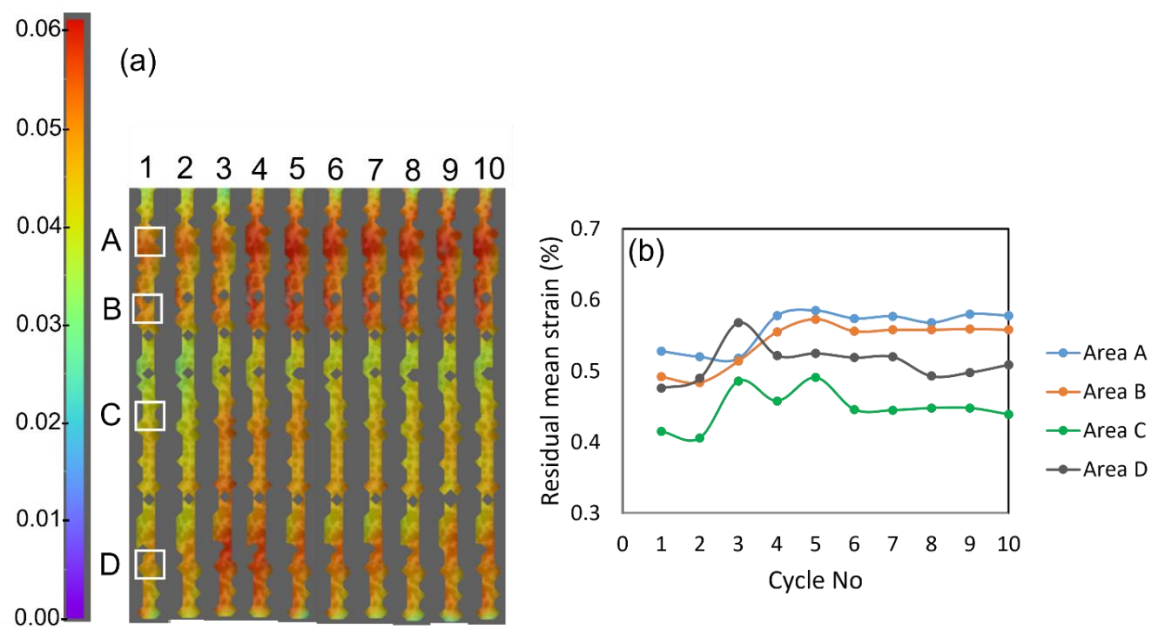 0.06
0.05
0.04
0.03
0.02
0.01
0.00
(a)
1 2 3 4 5 6 7 8 9 10
A
B
C
D
(b)
Residual mean strain (%)
0.7
0.6
0.5
0.4
0.3
0 1 2 3 4 5 6 7 8 9 10
Cycle No
Area A
Area B
Area C
Area D